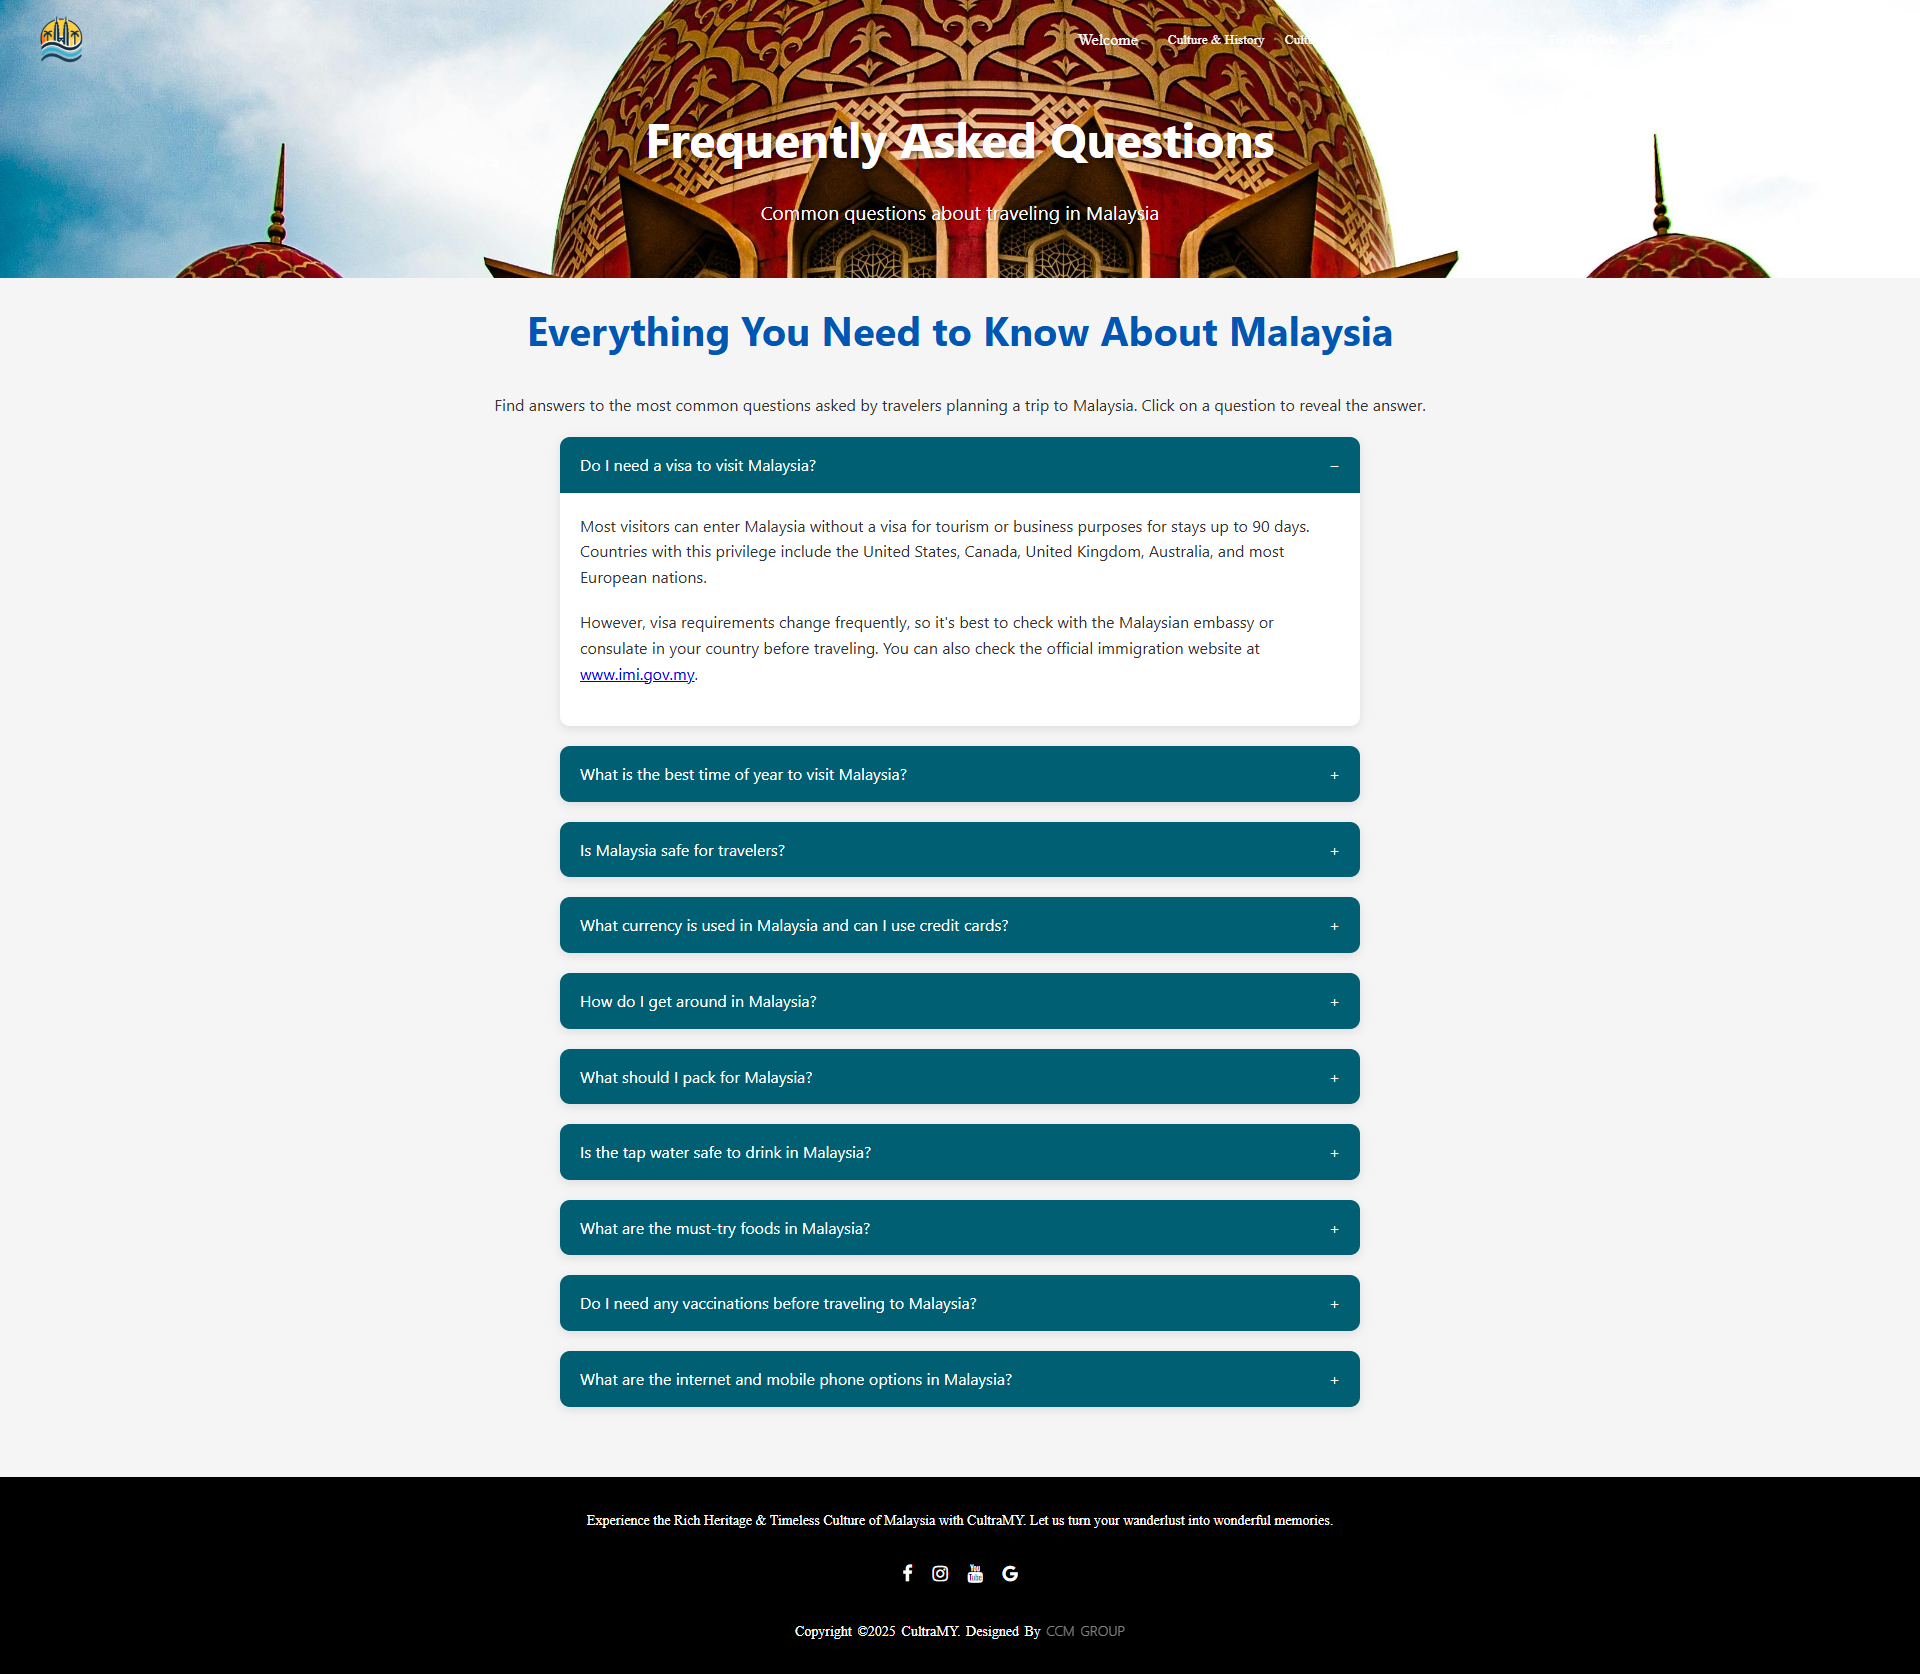 Welcome Culture & History
Frequently Asked Questions
Common questions about traveling in Malaysia
Everything You Need to Know About Malaysia
Find answers to the most common questions asked by travelers planning a trip to Malaysia. Click on a question to reveal the answer.
Do I need a visa to visit Malaysia? −
Most visitors can enter Malaysia without a visa for tourism or business purposes for stays up to 90 days.
Countries with this privilege include the United States, Canada, United Kingdom, Australia, and most
European nations.
However, visa requirements change frequently, so it's best to check with the Malaysian embassy or
consulate in your country before traveling. You can also check the official immigration website at
www.imi.gov.my.
What is the best time of year to visit Malaysia? +
Is Malaysia safe for travelers? +
What currency is used in Malaysia and can I use credit cards? +
How do I get around in Malaysia? +
What should I pack for Malaysia? +
Is the tap water safe to drink in Malaysia? +
What are the must-try foods in Malaysia? +
Do I need any vaccinations before traveling to Malaysia? +
What are the internet and mobile phone options in Malaysia? +
Experience the Rich Heritage & Timeless Culture of Malaysia with CultraMY. Let us turn your wanderlust into wonderful memories.
You Tube
Copyright ©2025 CultraMY. Designed By CCM GROUP